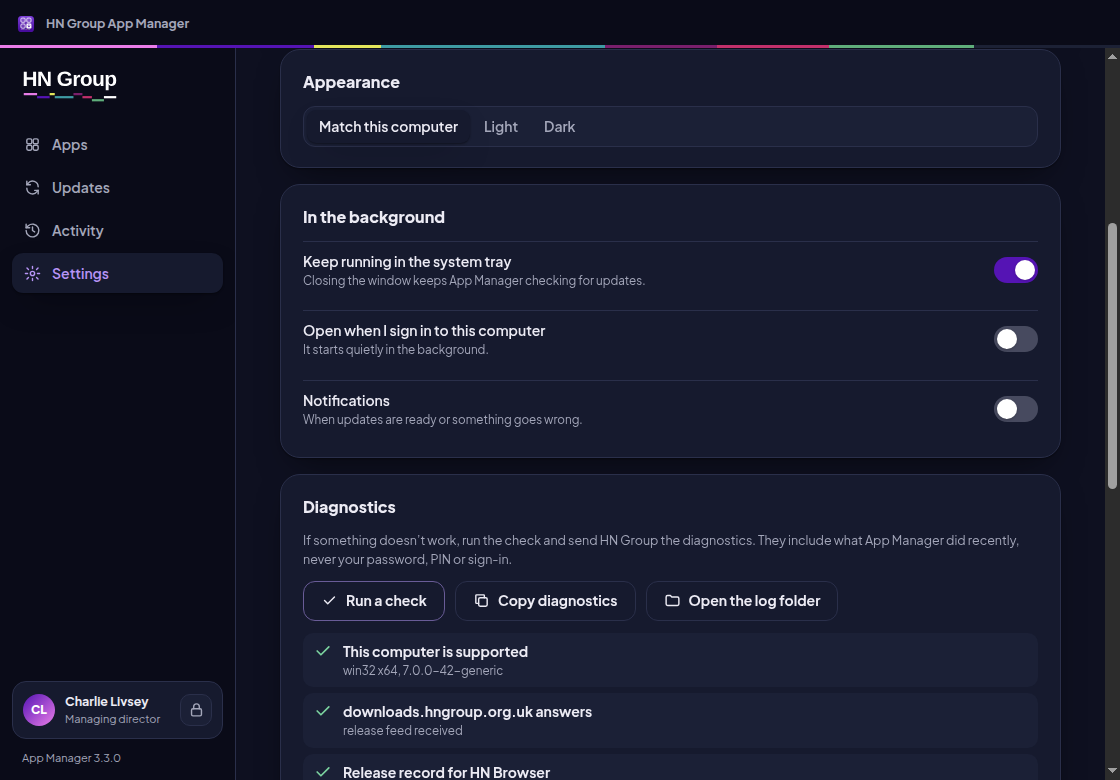 HN Group App Manager
HN Group
Apps
Updates
Activity
Settings
CL
Charlie Livsey
Managing director
App Manager 3.3.0
Appearance
Match this computer
Light
Dark
In the background
Keep running in the system tray
Closing the window keeps App Manager checking for updates.
Open when I sign in to this computer
It starts quietly in the background.
Notifications
When updates are ready or something goes wrong.
Diagnostics
If something doesn't work, run the check and send HN Group the diagnostics. They include what App Manager did recently,
never your password, PIN or sign-in.
Run a check
Copy diagnostics
Open the log folder
This computer is supported
win32 x64, 7.0.0-42-generic
downloads.hngroup.org.uk answers
release feed received
Release record for HN Browser